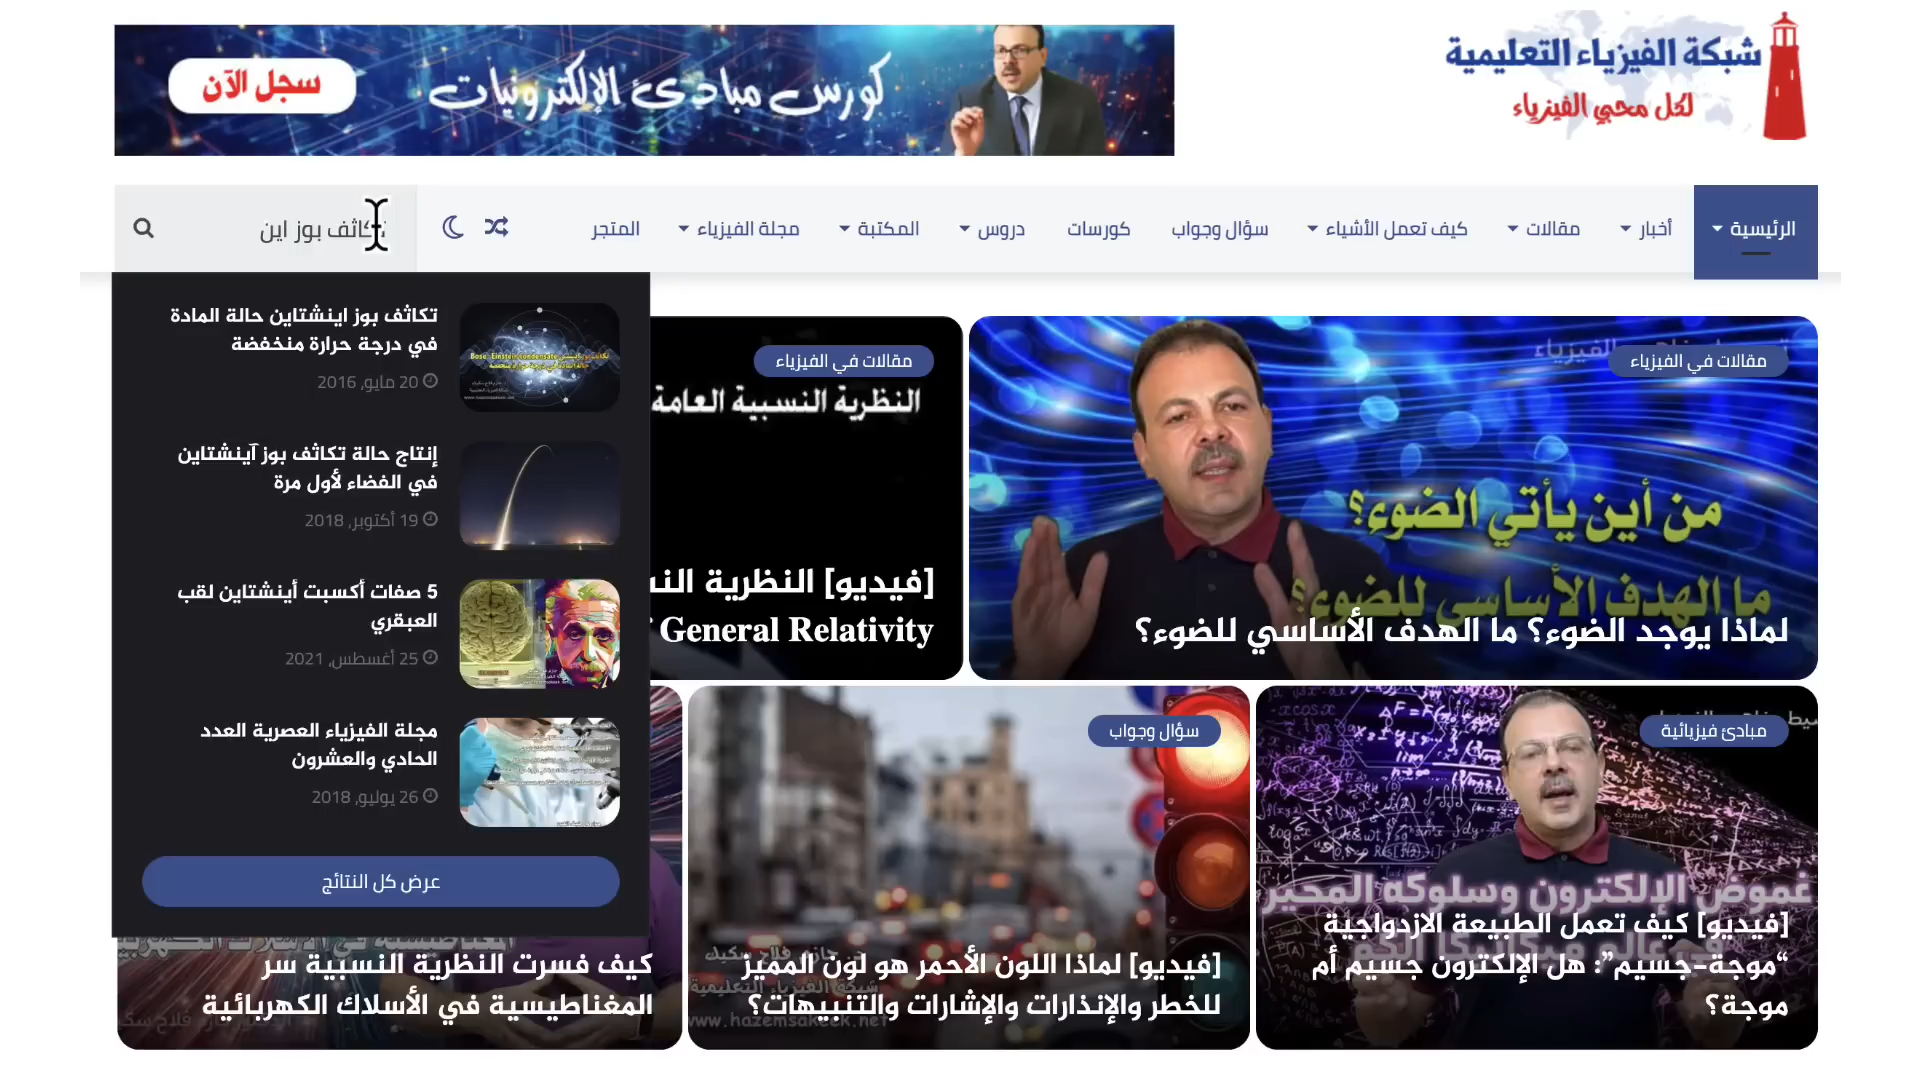 شبكة الفيزياء التعليمية
لكل محبي الفيزياء
كورس مبادئ الإلكترونيات
سجل الآن
الرئيسية
أخبار
مقالات
كيف تعمل الأشياء
سؤال وجواب
كورسات
دروس
المكتبة
مجلة الفيزياء
المتجر
تكاثف بوز اين
تكاثف بوز اينشتاين حالة المادة
في درجة حرارة منخفضة
20 مايو، 2016
إنتاج حالة تكاثف بوز آينشتاين
في الفضاء لأول مرة
19 أكتوبر، 2018
5 صفات أكسبت أينشتاين لقب
العبقري
25 أغسطس، 2021
مجلة الفيزياء العصرية العدد
الحادي والعشرون
26 يوليو، 2018
عرض كل النتائج
مقالات في الفيزياء
من أين يأتي الضوء؟
ما الهدف الأساسي للضوء؟
لماذا يوجد الضوء؟ ما الهدف الأساسي للضوء؟
مقالات في الفيزياء
النظرية النسبية العامة
[فيديو] النظرية
General Relativity
مبادئ فيزيائية
غموض الإلكترون وسلوكه المحير
[فيديو] كيف تعمل الطبيعة الازدواجية
“موجة-جسيم”: هل الإلكترون جسيم أم
موجة؟
سؤال وجواب
[فيديو] لماذا اللون الأحمر هو لون المميز
للخطر والإنذارات والإشارات والتنبيهات؟
www.hazemsakeek.net
كيف فسرت النظرية النسبية سر
المغناطيسية في الأسلاك الكهربائية